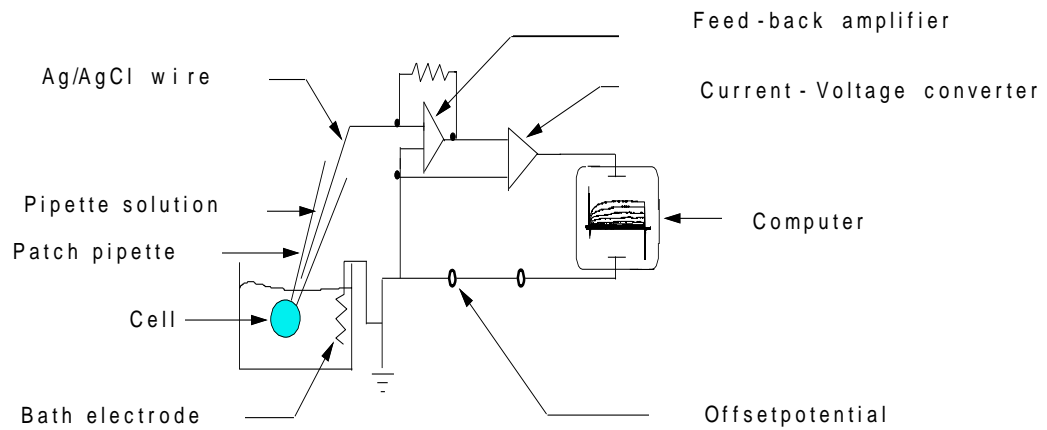 Feed-back amplifier
Ag/AgCl wire
Current-Voltage converter
Pipette solution
Computer
Patch pipette
Cell
Bath electrode
Offsetpotential